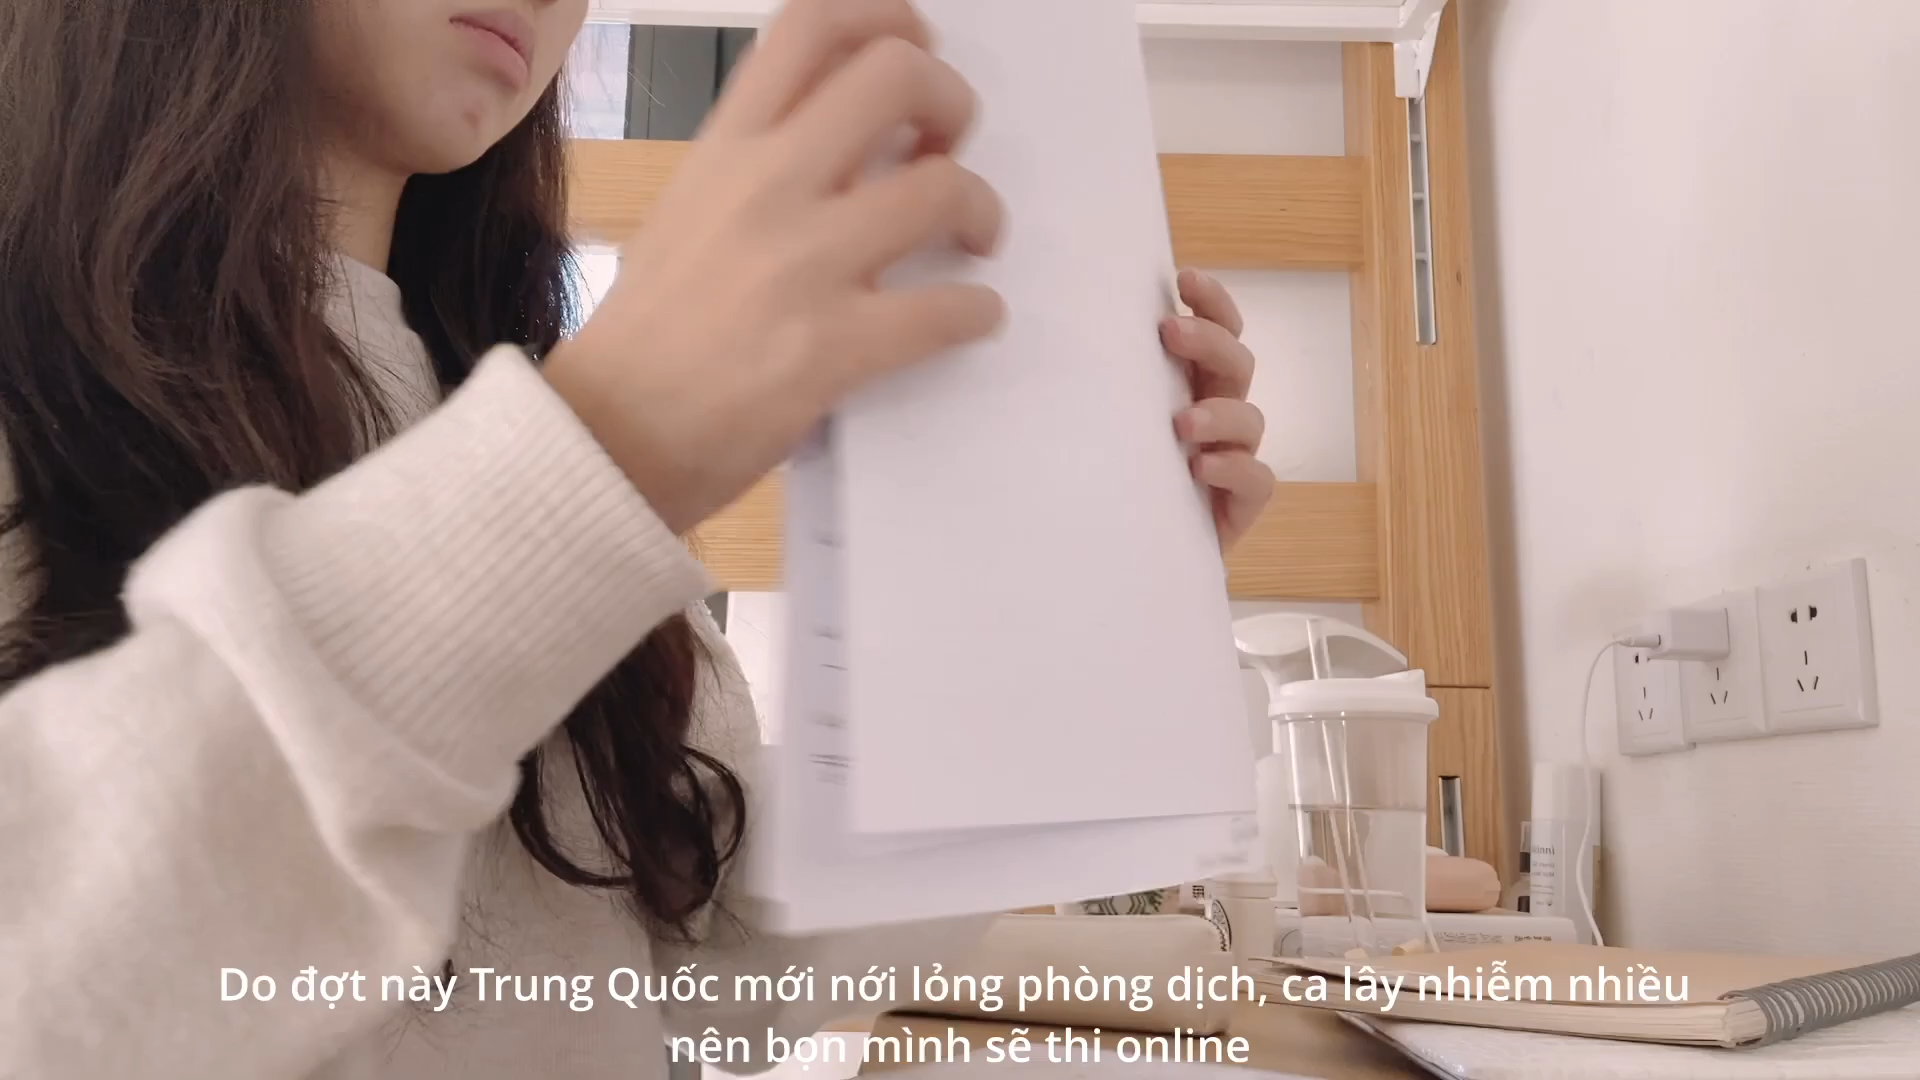 Do đợt này Trung Quốc mới nới lỏng phòng dịch, ca lây nhiễm nhiều
nên bọn mình sẽ thi online